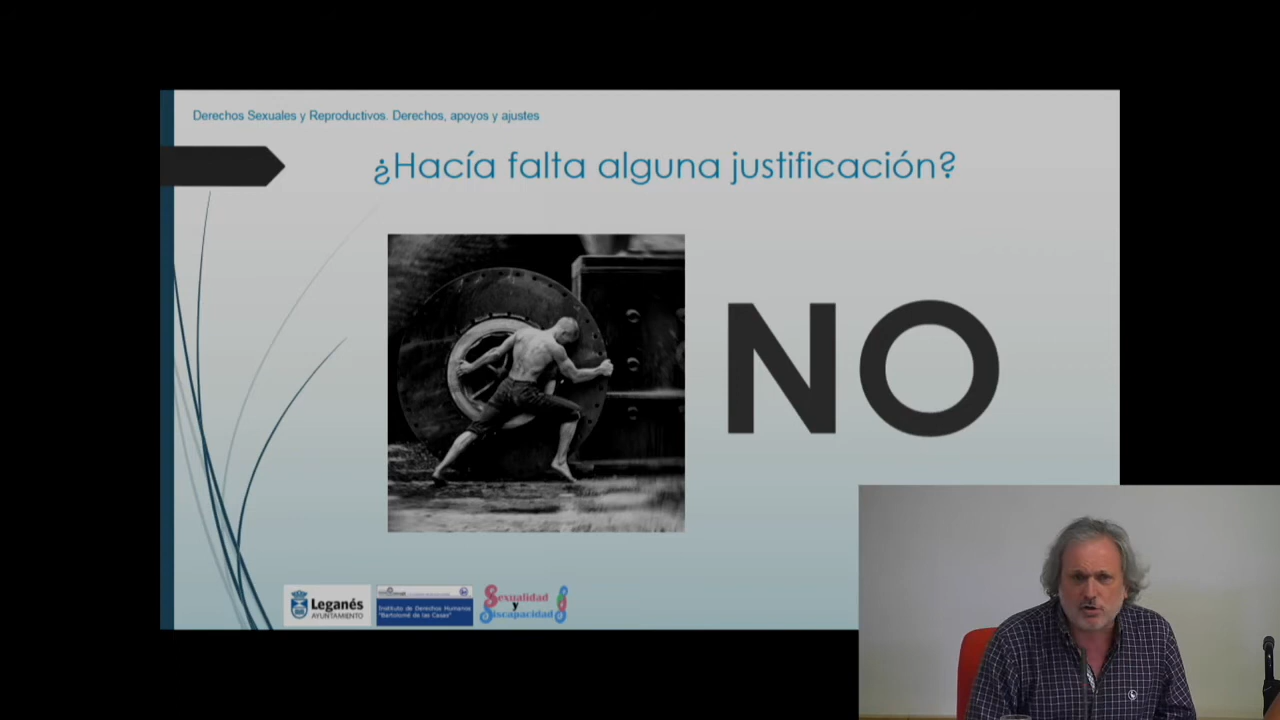 Derechos Sexuales y Reproductivos. Derechos, apoyos y ajustes
¿Hacía falta alguna justificación?
NO
Leganés
AYUNTAMIENTO
Instituto de Derechos Humanos
"Bartolomé de las Casas"
Sexualidad
y
Discapacidad